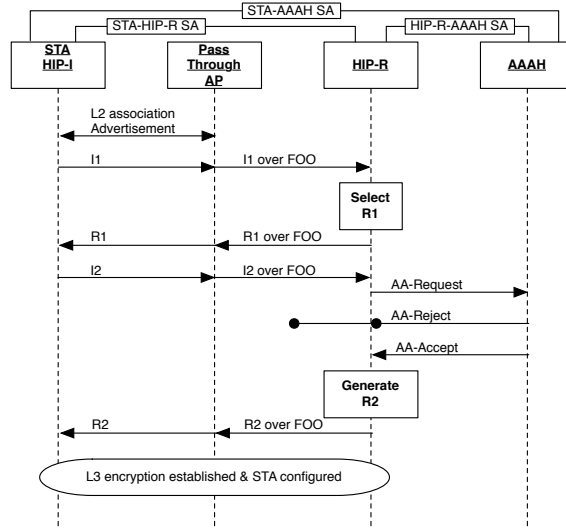 STA-AAAH SA
STA-HIP-R SA
HIP-R-AAAH SA
STA
HIP-I
Pass
Through
AP
HIP-R
AAAH
L2 association
Advertisement
I1
I1 over FOO
Select
R1
R1
R1 over FOO
I2
I2 over FOO
AA-Request
AA-Reject
AA-Accept
Generate
R2
R2
R2 over FOO
L3 encryption established & STA configured